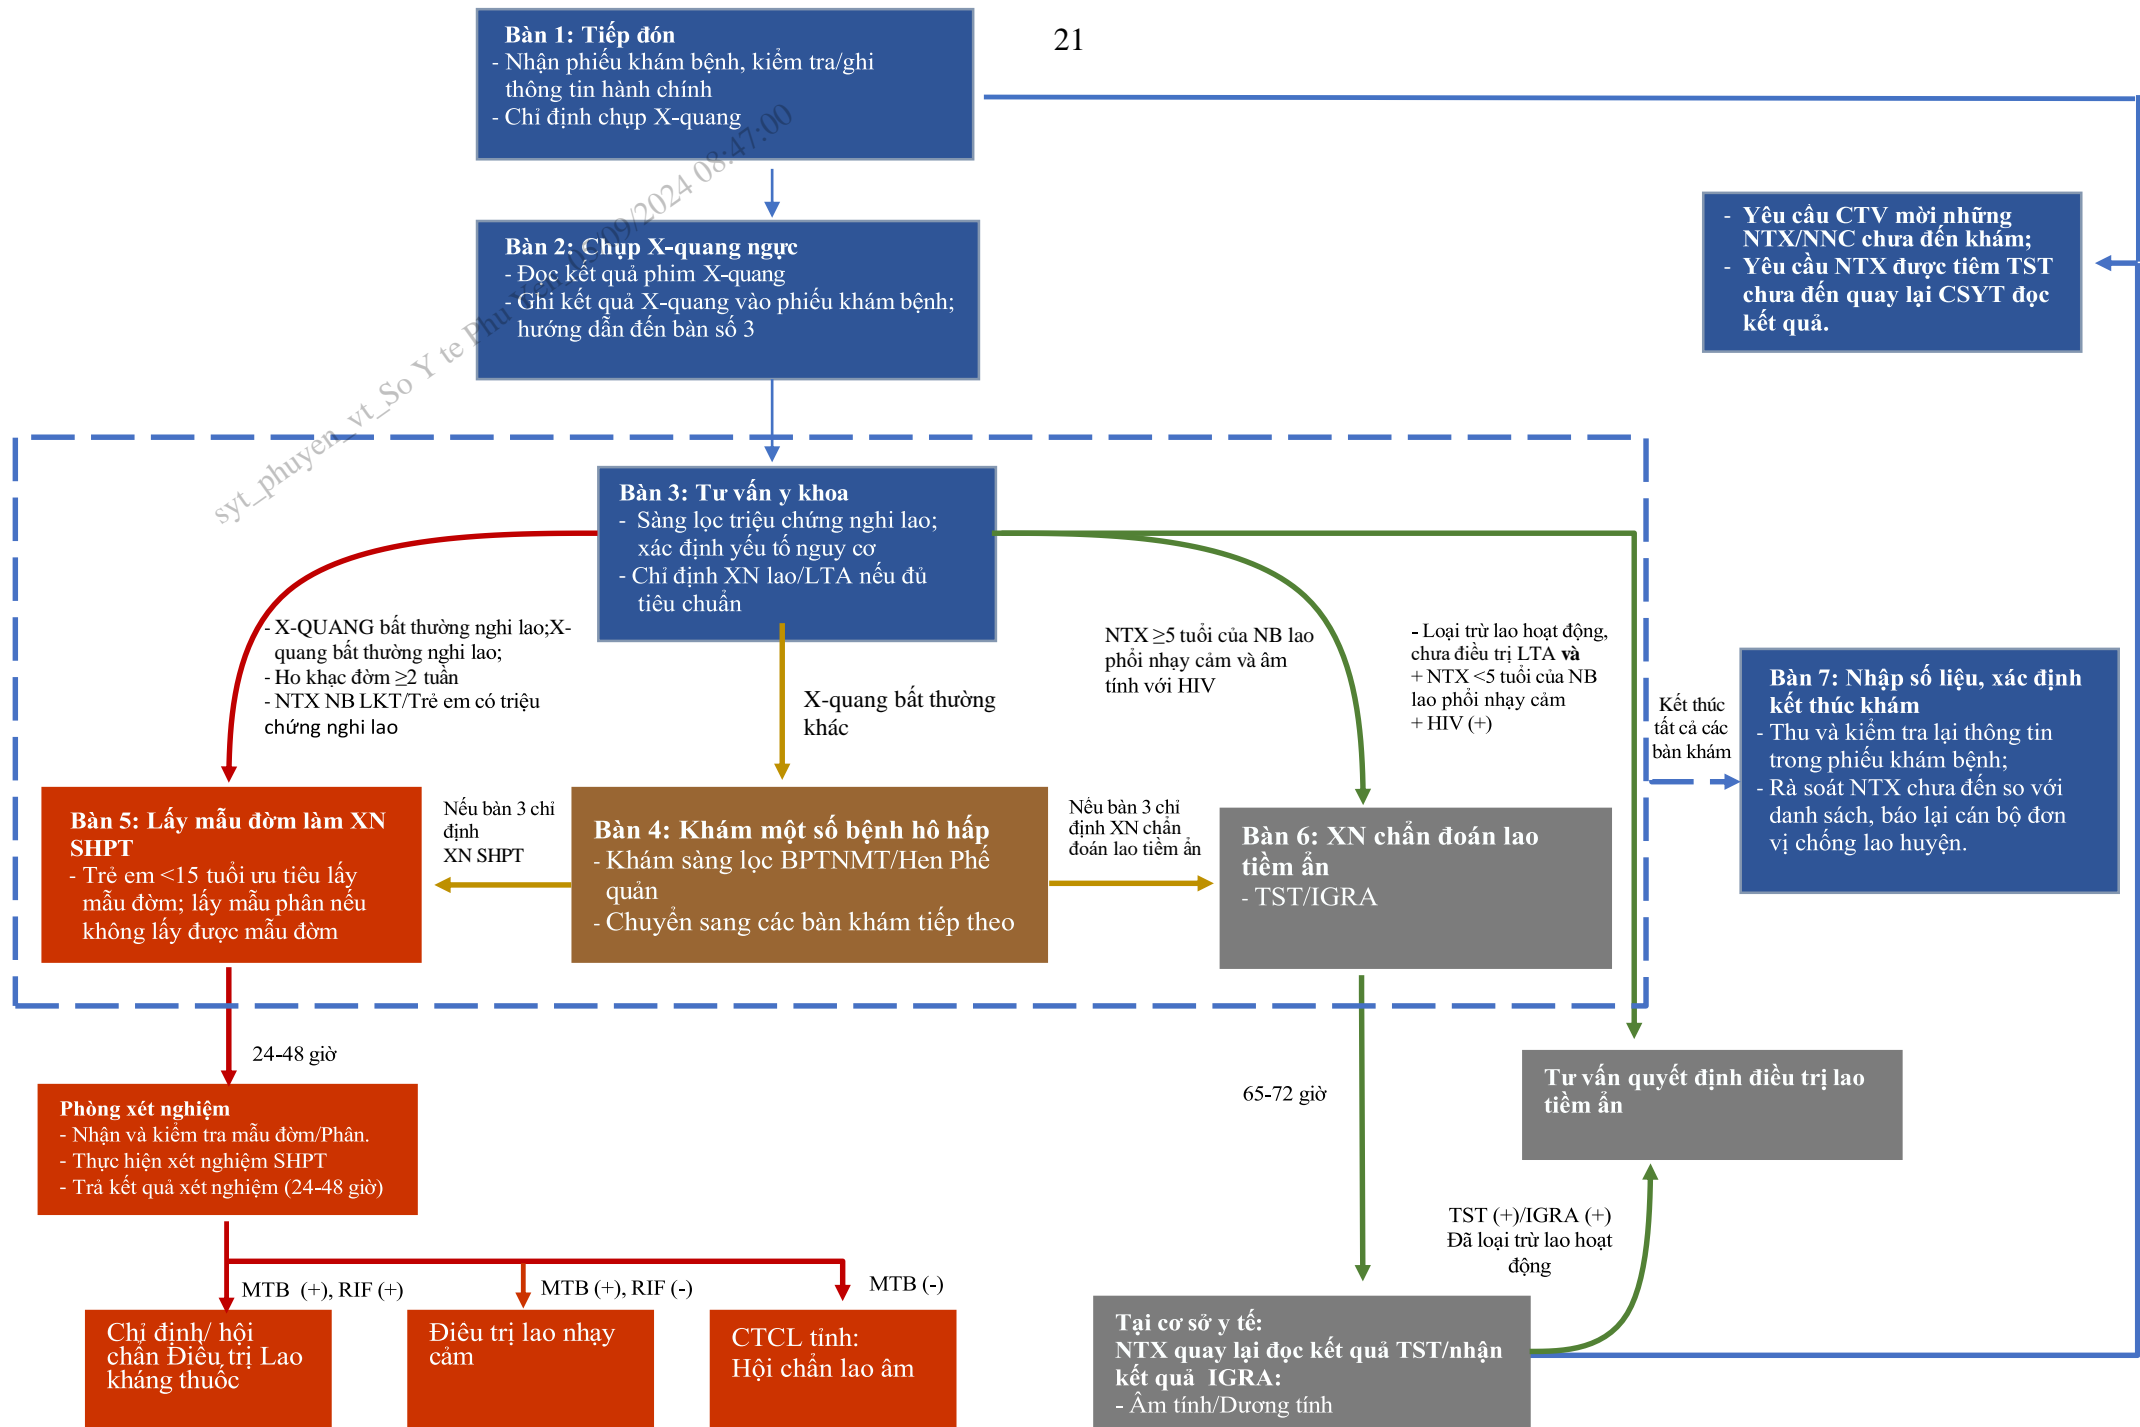 21
Bàn 1: Tiếp đón
- Nhận phiếu khám bệnh, kiểm tra/ghi
thông tin hành chính
- Chỉ định chụp X-quang
Bàn 2: Chụp X-quang ngực
- Đọc kết quả phim X-quang
- Ghi kết quả X-quang vào phiếu khám bệnh;
hướng dẫn đến bàn số 3
- Yêu cầu CTV mời những
NTX/NNC chưa đến khám;
- Yêu cầu NTX được tiêm TST
chưa đến quay lại CSYT đọc
kết quả.
syt_phuyen_vt_So Y te Phu Yen_05/09/2024 08:47:00
Bàn 3: Tư vấn y khoa
- Sàng lọc triệu chứng nghi lao;
xác định yếu tố nguy cơ
- Chỉ định XN lao/LTA nếu đủ
tiêu chuẩn
- X-QUANG bất thường nghi lao;X-
quang bất thường nghi lao;
- Ho khạc đờm ≥2 tuần
- NTX NB LKT/Trẻ em có triệu
chứng nghi lao
X-quang bất thường
khác
NTX ≥5 tuổi của NB lao
phổi nhạy cảm và âm
tính với HIV
- Loại trừ lao hoạt động,
chưa điều trị LTA và
+ NTX <5 tuổi của NB
lao phổi nhạy cảm
+ HIV (+)
Kết thúc
tất cả các
bàn khám
Bàn 7: Nhập số liệu, xác định
kết thúc khám
- Thu và kiểm tra lại thông tin
trong phiếu khám bệnh;
- Rà soát NTX chưa đến so với
danh sách, báo lại cán bộ đơn
vị chống lao huyện.
Bàn 5: Lấy mẫu đờm làm XN
SHPT
- Trẻ em <15 tuổi ưu tiêu lấy
mẫu đờm; lấy mẫu phân nếu
không lấy được mẫu đờm
Nếu bàn 3 chỉ
định
XN SHPT
Bàn 4: Khám một số bệnh hô hấp
- Khám sàng lọc BPTNMT/Hen Phế
quản
- Chuyển sang các bàn khám tiếp theo
Nếu bàn 3 chỉ
định XN chẩn
đoán lao tiềm ẩn
Bàn 6: XN chẩn đoán lao
tiềm ẩn
- TST/IGRA
24-48 giờ
65-72 giờ
Tư vấn quyết định điều trị lao
tiềm ẩn
Phòng xét nghiệm
- Nhận và kiểm tra mẫu đờm/Phân.
- Thực hiện xét nghiệm SHPT
- Trả kết quả xét nghiệm (24-48 giờ)
TST (+)/IGRA (+)
Đã loại trừ lao hoạt
động
MTB (+), RIF (+)
MTB (+), RIF (-)
MTB (-)
Chỉ định/ hội
chẩn Điều trị Lao
kháng thuốc
Điều trị lao nhạy
cảm
CTCL tỉnh:
Hội chẩn lao âm
Tại cơ sở y tế:
NTX quay lại đọc kết quả TST/nhận
kết quả IGRA:
- Âm tính/Dương tính